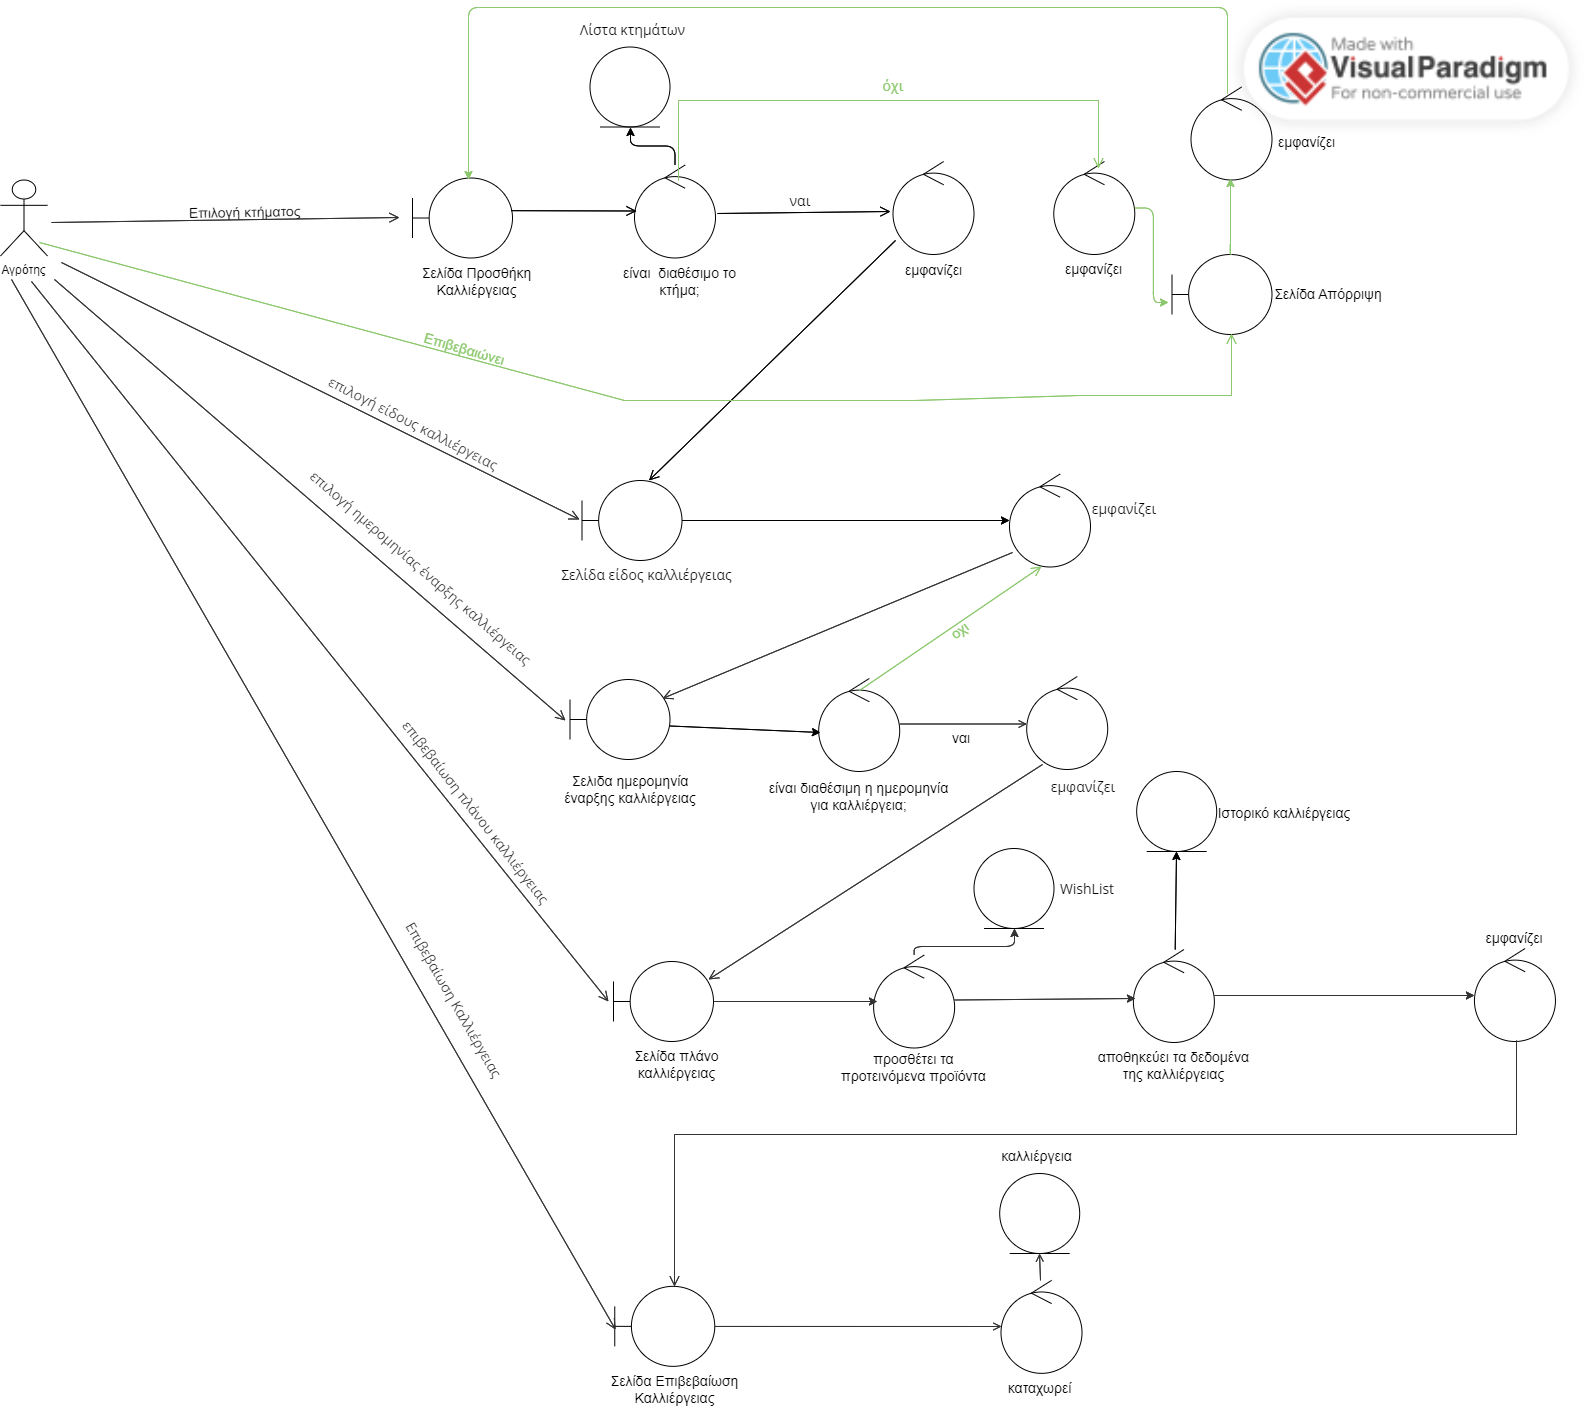 Λίστα κτημάτων
Made with
Visual Paradigm
For non-commercial use
όχι
εμφανίζει
Επιλογή κτήματος
ναι
Αγρότης
Σελίδα Προσθήκη
Καλλιέργειας
είναι διαθέσιμο το
κτήμα;
εμφανίζει
εμφανίζει
Σελίδα Απόρριψη
Επιβεβαιώνει
επιλογή είδους καλλιέργειας
εμφανίζει
επιλογή ημερομηνίας έναρξης καλλιέργειας
Σελίδα είδος καλλιέργειας
όχι
επιβεβαίωση πλάνου καλλιέργειας
ναι
Σελιδα ημερομηνία
έναρξης καλλιέργειας
είναι διαθέσιμη η ημερομηνία
για καλλιέργεια;
εμφανίζει
Ιστορικό καλλιέργειας
WishList
Επιβεβαίωση Καλλιέργειας
εμφανίζει
Σελίδα πλάνο
καλλιέργειας
προσθέτει τα
προτεινόμενα προϊόντα
αποθηκεύει τα δεδομένα
της καλλιέργειας
καλλιέργεια
Σελίδα Επιβεβαίωση
Καλλιέργειας
καταχωρεί